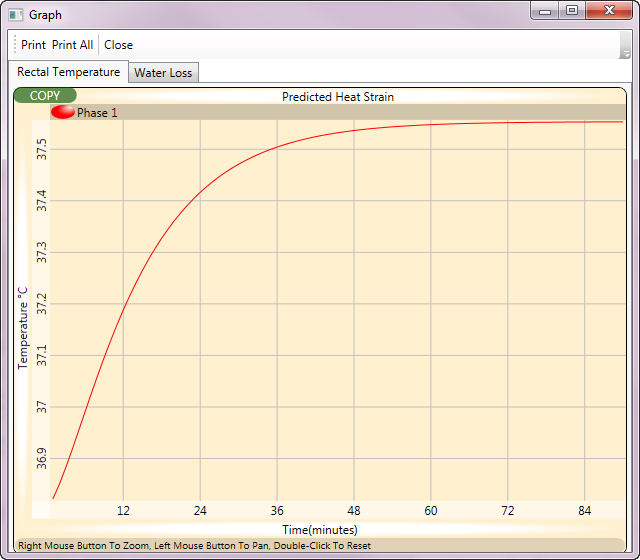 Graph
Print Print All Close
Rectal Temperature Water Loss
COPY Predicted Heat Strain
Phase 1
37.5
37.4
37.3
37.2
37.1
37
36.9
Temperature °C
12 24 36 48 60 72 84
Time(minutes)
Right Mouse Button To Zoom, Left Mouse Button To Pan, Double-Click To Reset